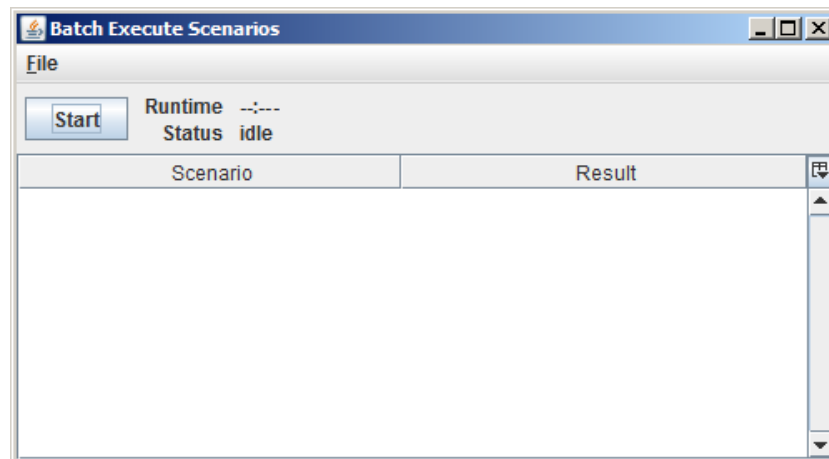 Batch Execute Scenarios
File
Start
Runtime --:---
Status idle
Scenario Result